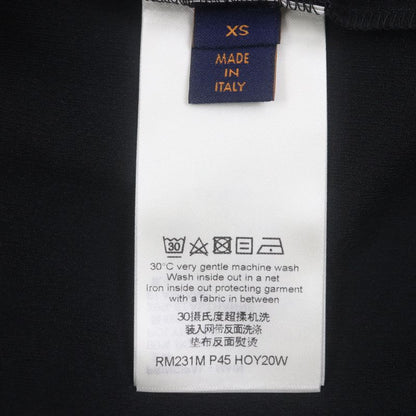 XS
MADE
IN
ITALY
30
30°C very gentle machine wash
Wash inside out in a net
Iron inside out protecting garment
with a fabric in between
30摄氏度超揉机洗
装入网带反面洗涤
垫布反面熨烫
RM231M P45 HOY20W